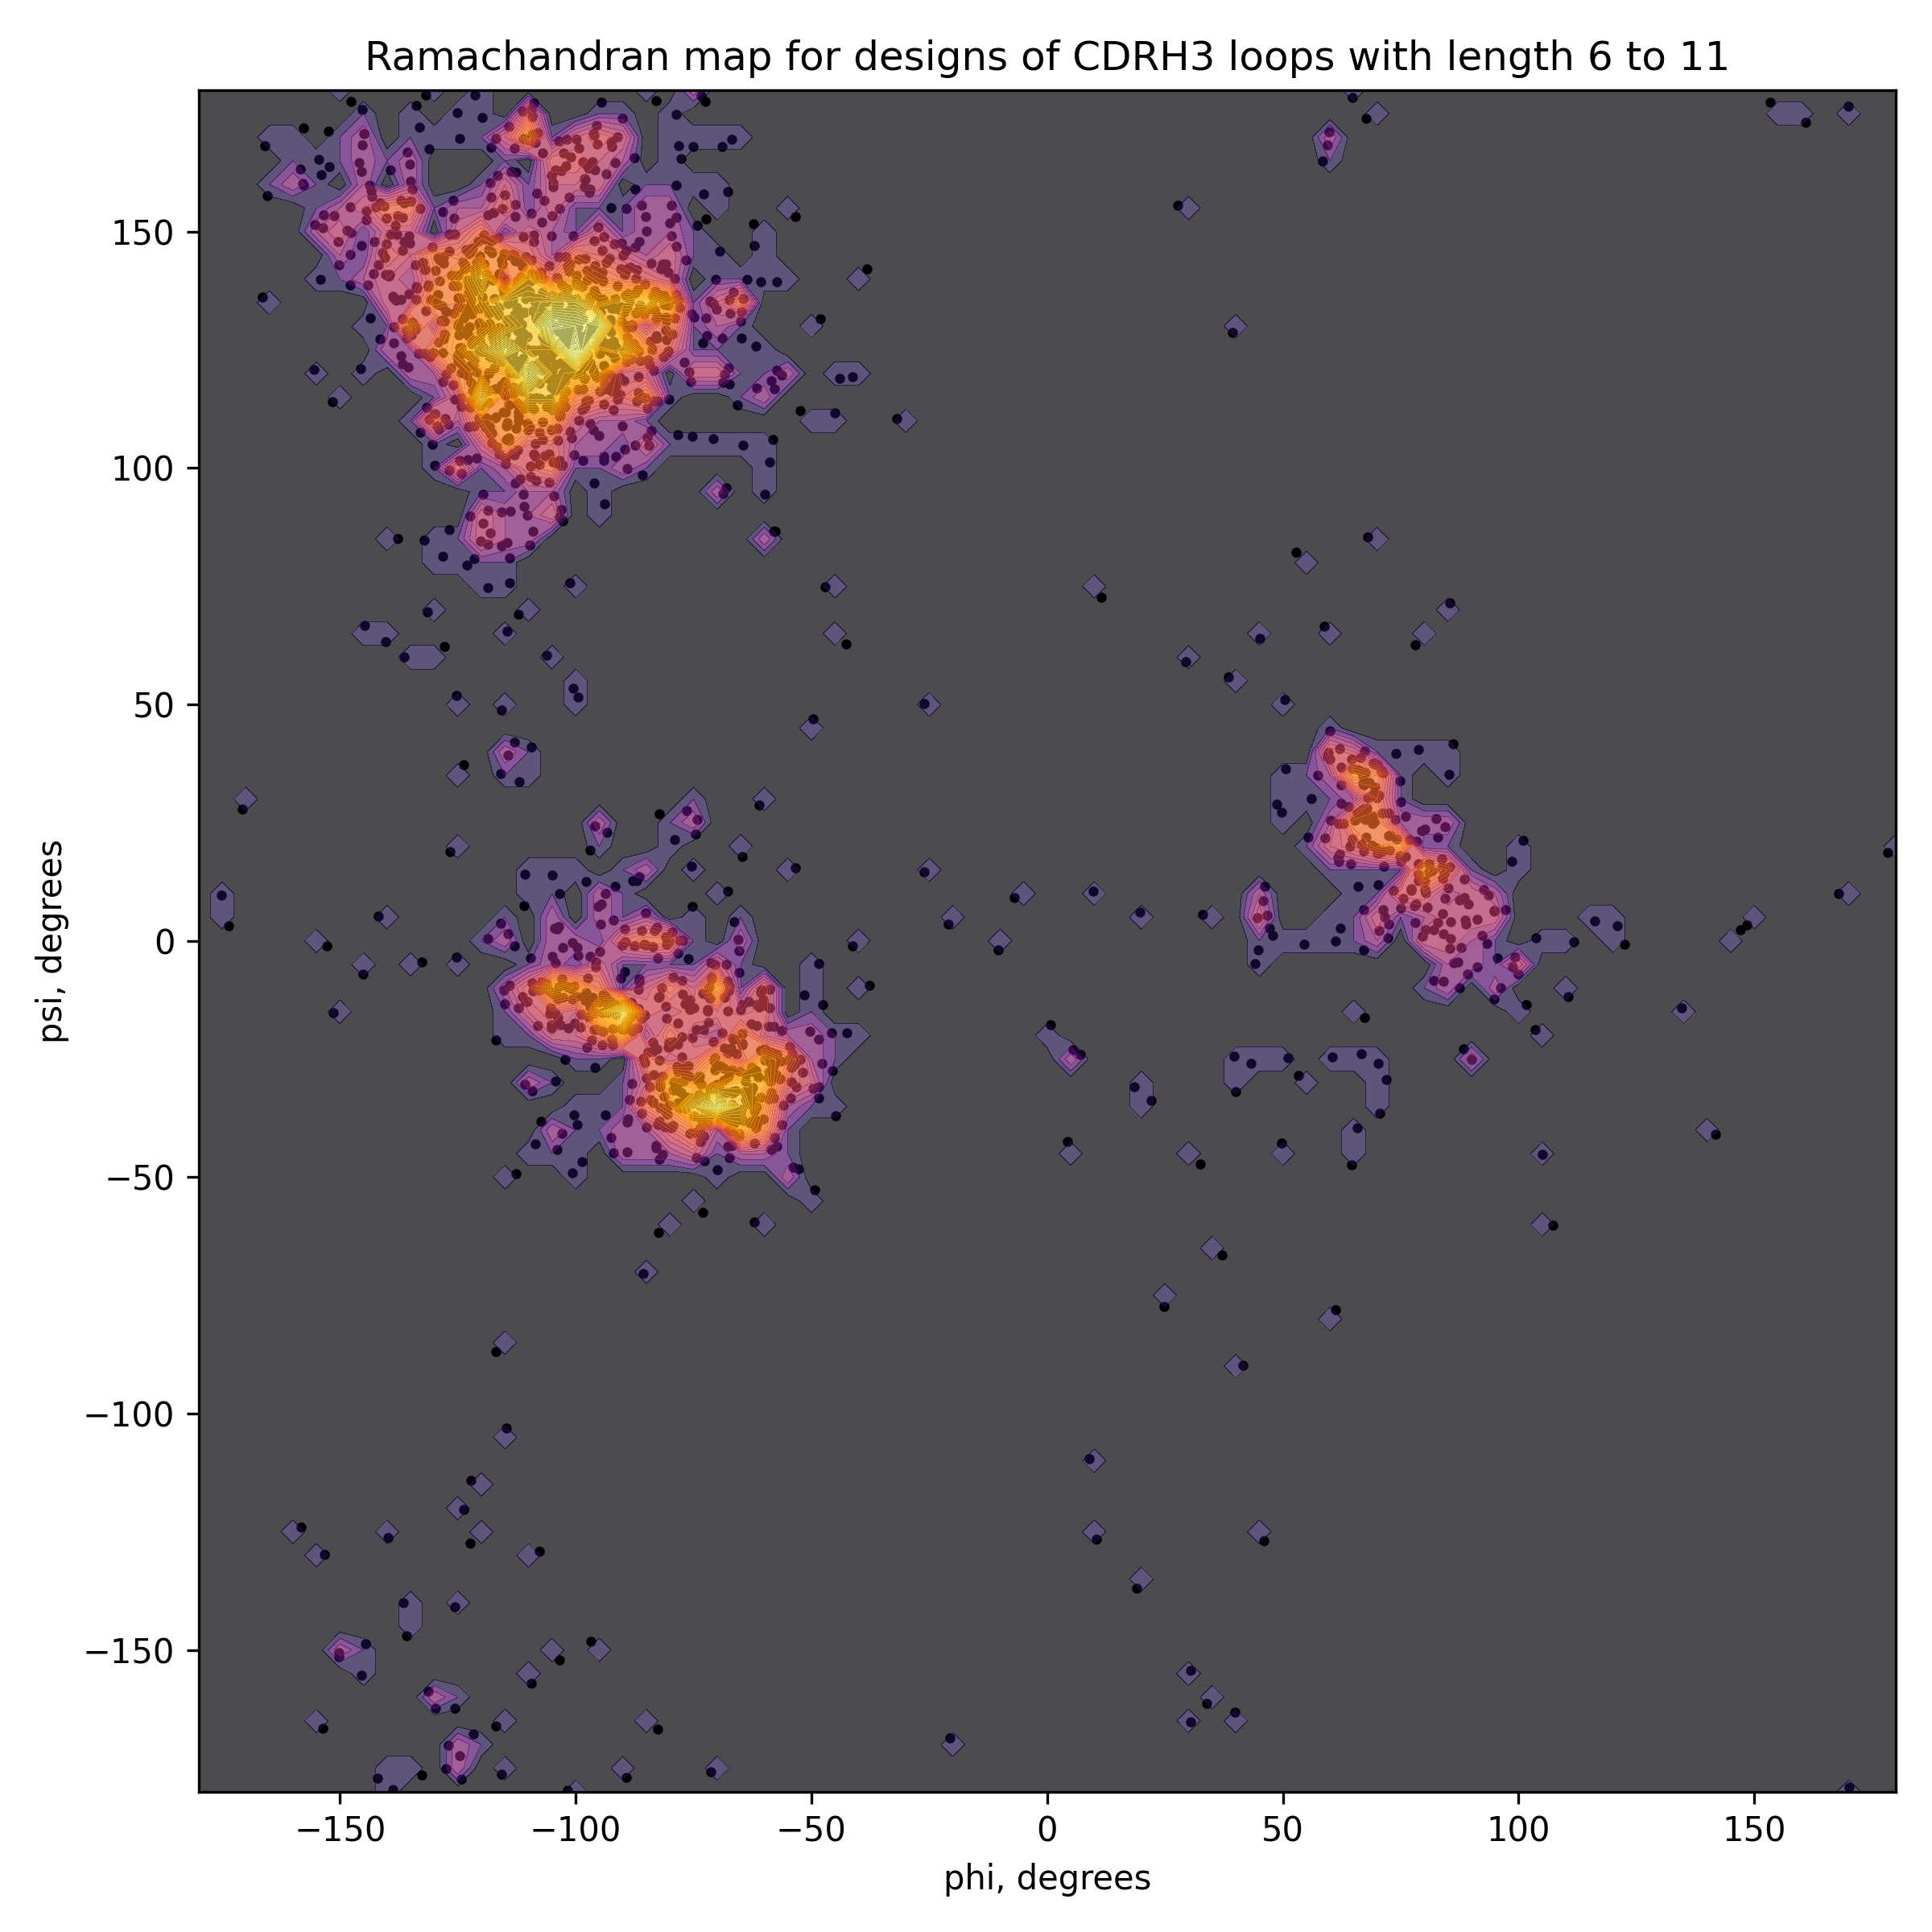 Ramachandran map for designs of CDRH3 loops with length 6 to 11
150
100
50
0
−50
−100
−150
psi, degrees
−150 −100 −50 0 50 100 150
phi, degrees